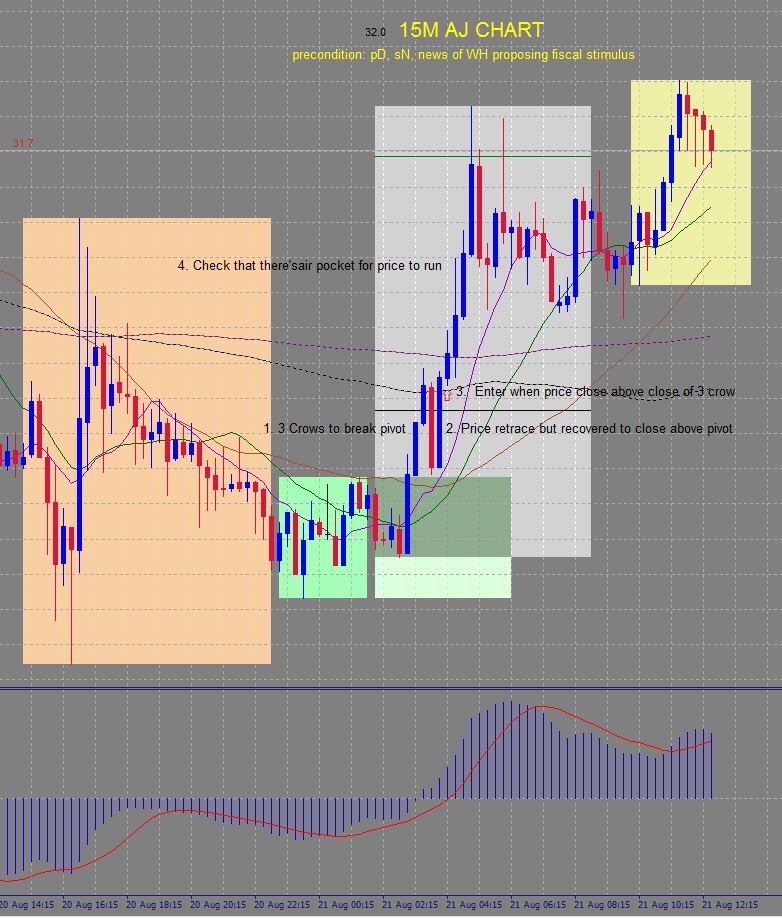 32.0 15M AJ CHART
precondition: pD, sN, news of WH proposing fiscal stimulus
31.7
4. Check that there'sair pocket for price to run
3. Enter when price close above close of 3 crow
1. 3 Crows to break pivot 2. Price retrace but recovered to close above pivot
20 Aug 14:15 20 Aug 16:15 20 Aug 18:15 20 Aug 20:15 20 Aug 22:15 21 Aug 00:15 21 Aug 02:15 21 Aug 04:15 21 Aug 06:15 21 Aug 08:15 21 Aug 10:15 21 Aug 12:15